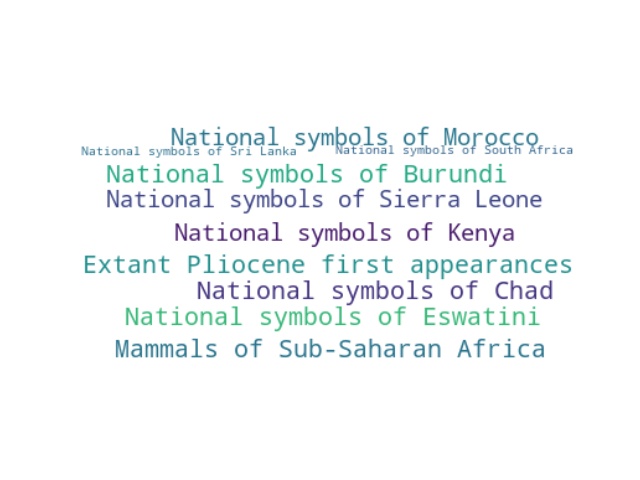 National symbols of Morocco
National symbols of Sri Lanka
National symbols of South Africa
National symbols of Burundi
National symbols of Sierra Leone
National symbols of Kenya
Extant Pliocene first appearances
National symbols of Chad
National symbols of Eswatini
Mammals of Sub-Saharan Africa